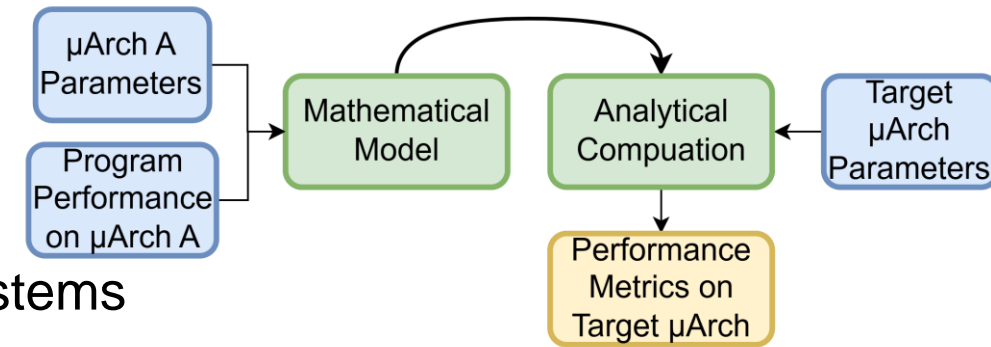 µArch A
Parameters
Program
Performance
on µArch A
Mathematical
Model
Analytical
Compuation
Target
µArch
Parameters
Performance
Metrics on
Target µArch
stems